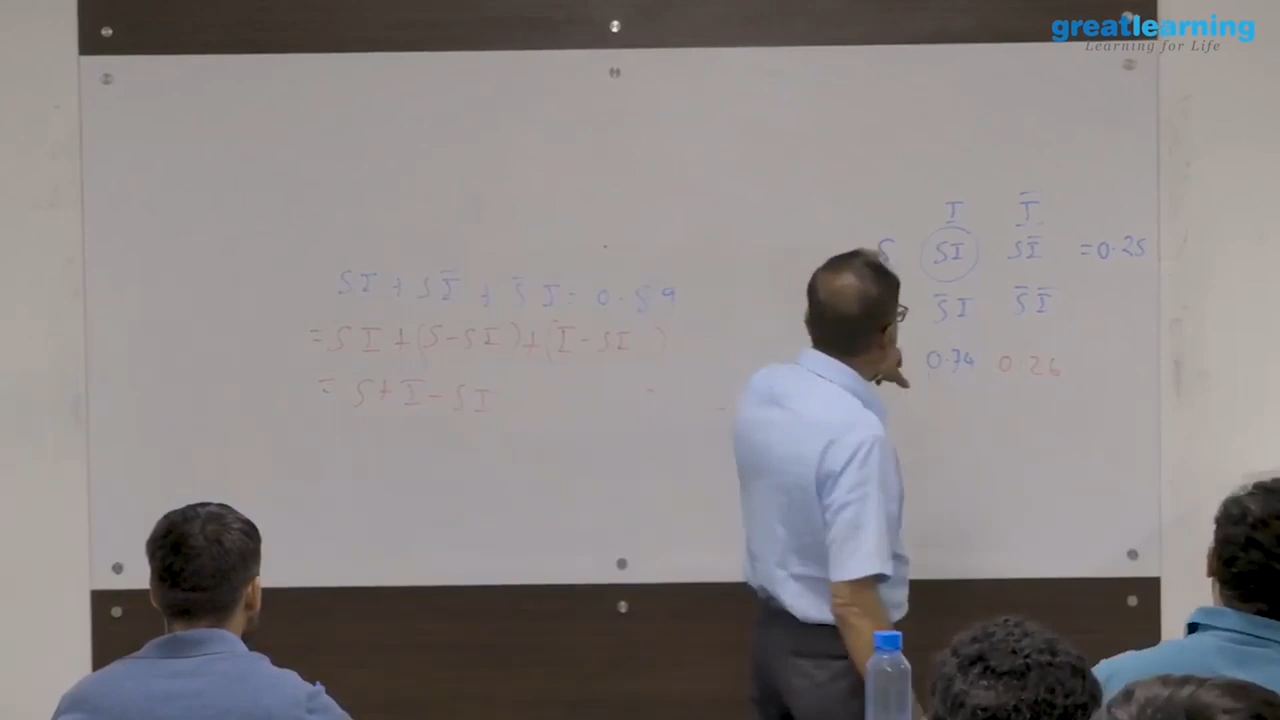 greatlearning
Learning for Life
I Ī
S SI SĪ =0.25
S̄I S̄Ī
0.74 0.26
SI + SĪ + S̄I = 0.89
= SI + (S-SI) + (I-SI )
= S+I-SI